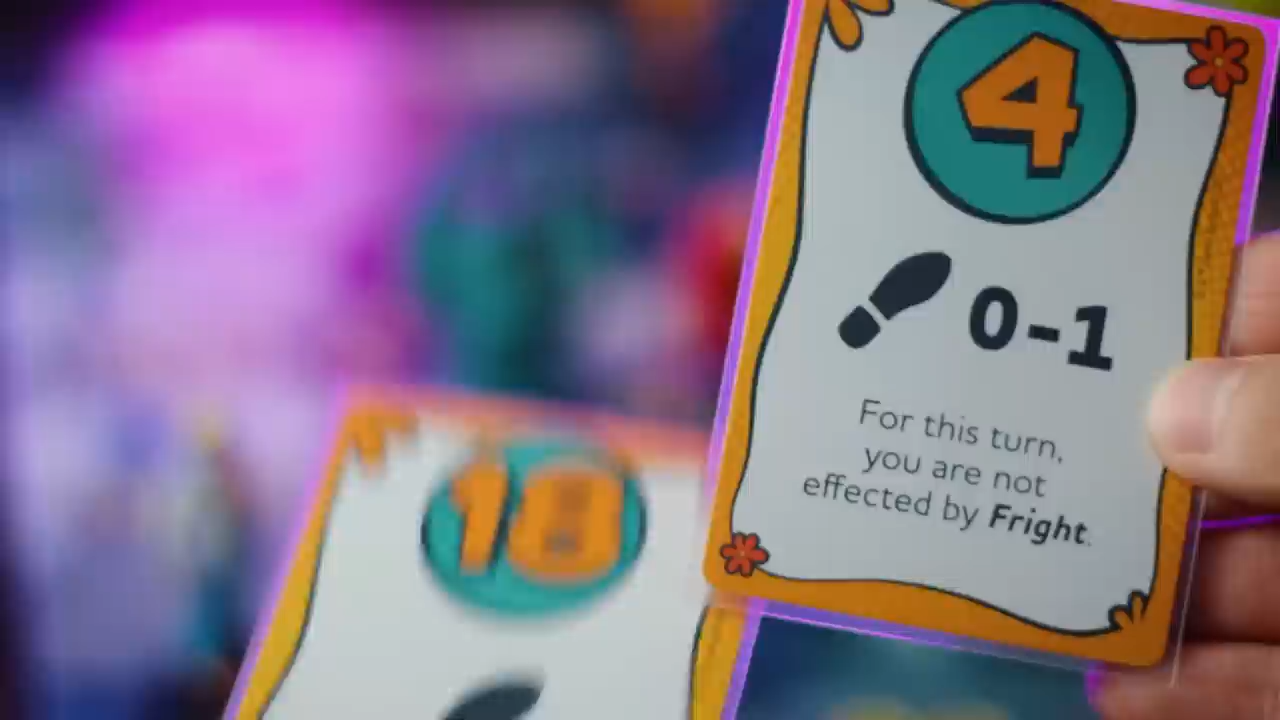 4
0-1
For this turn,
you are not
effected by Fright.
18